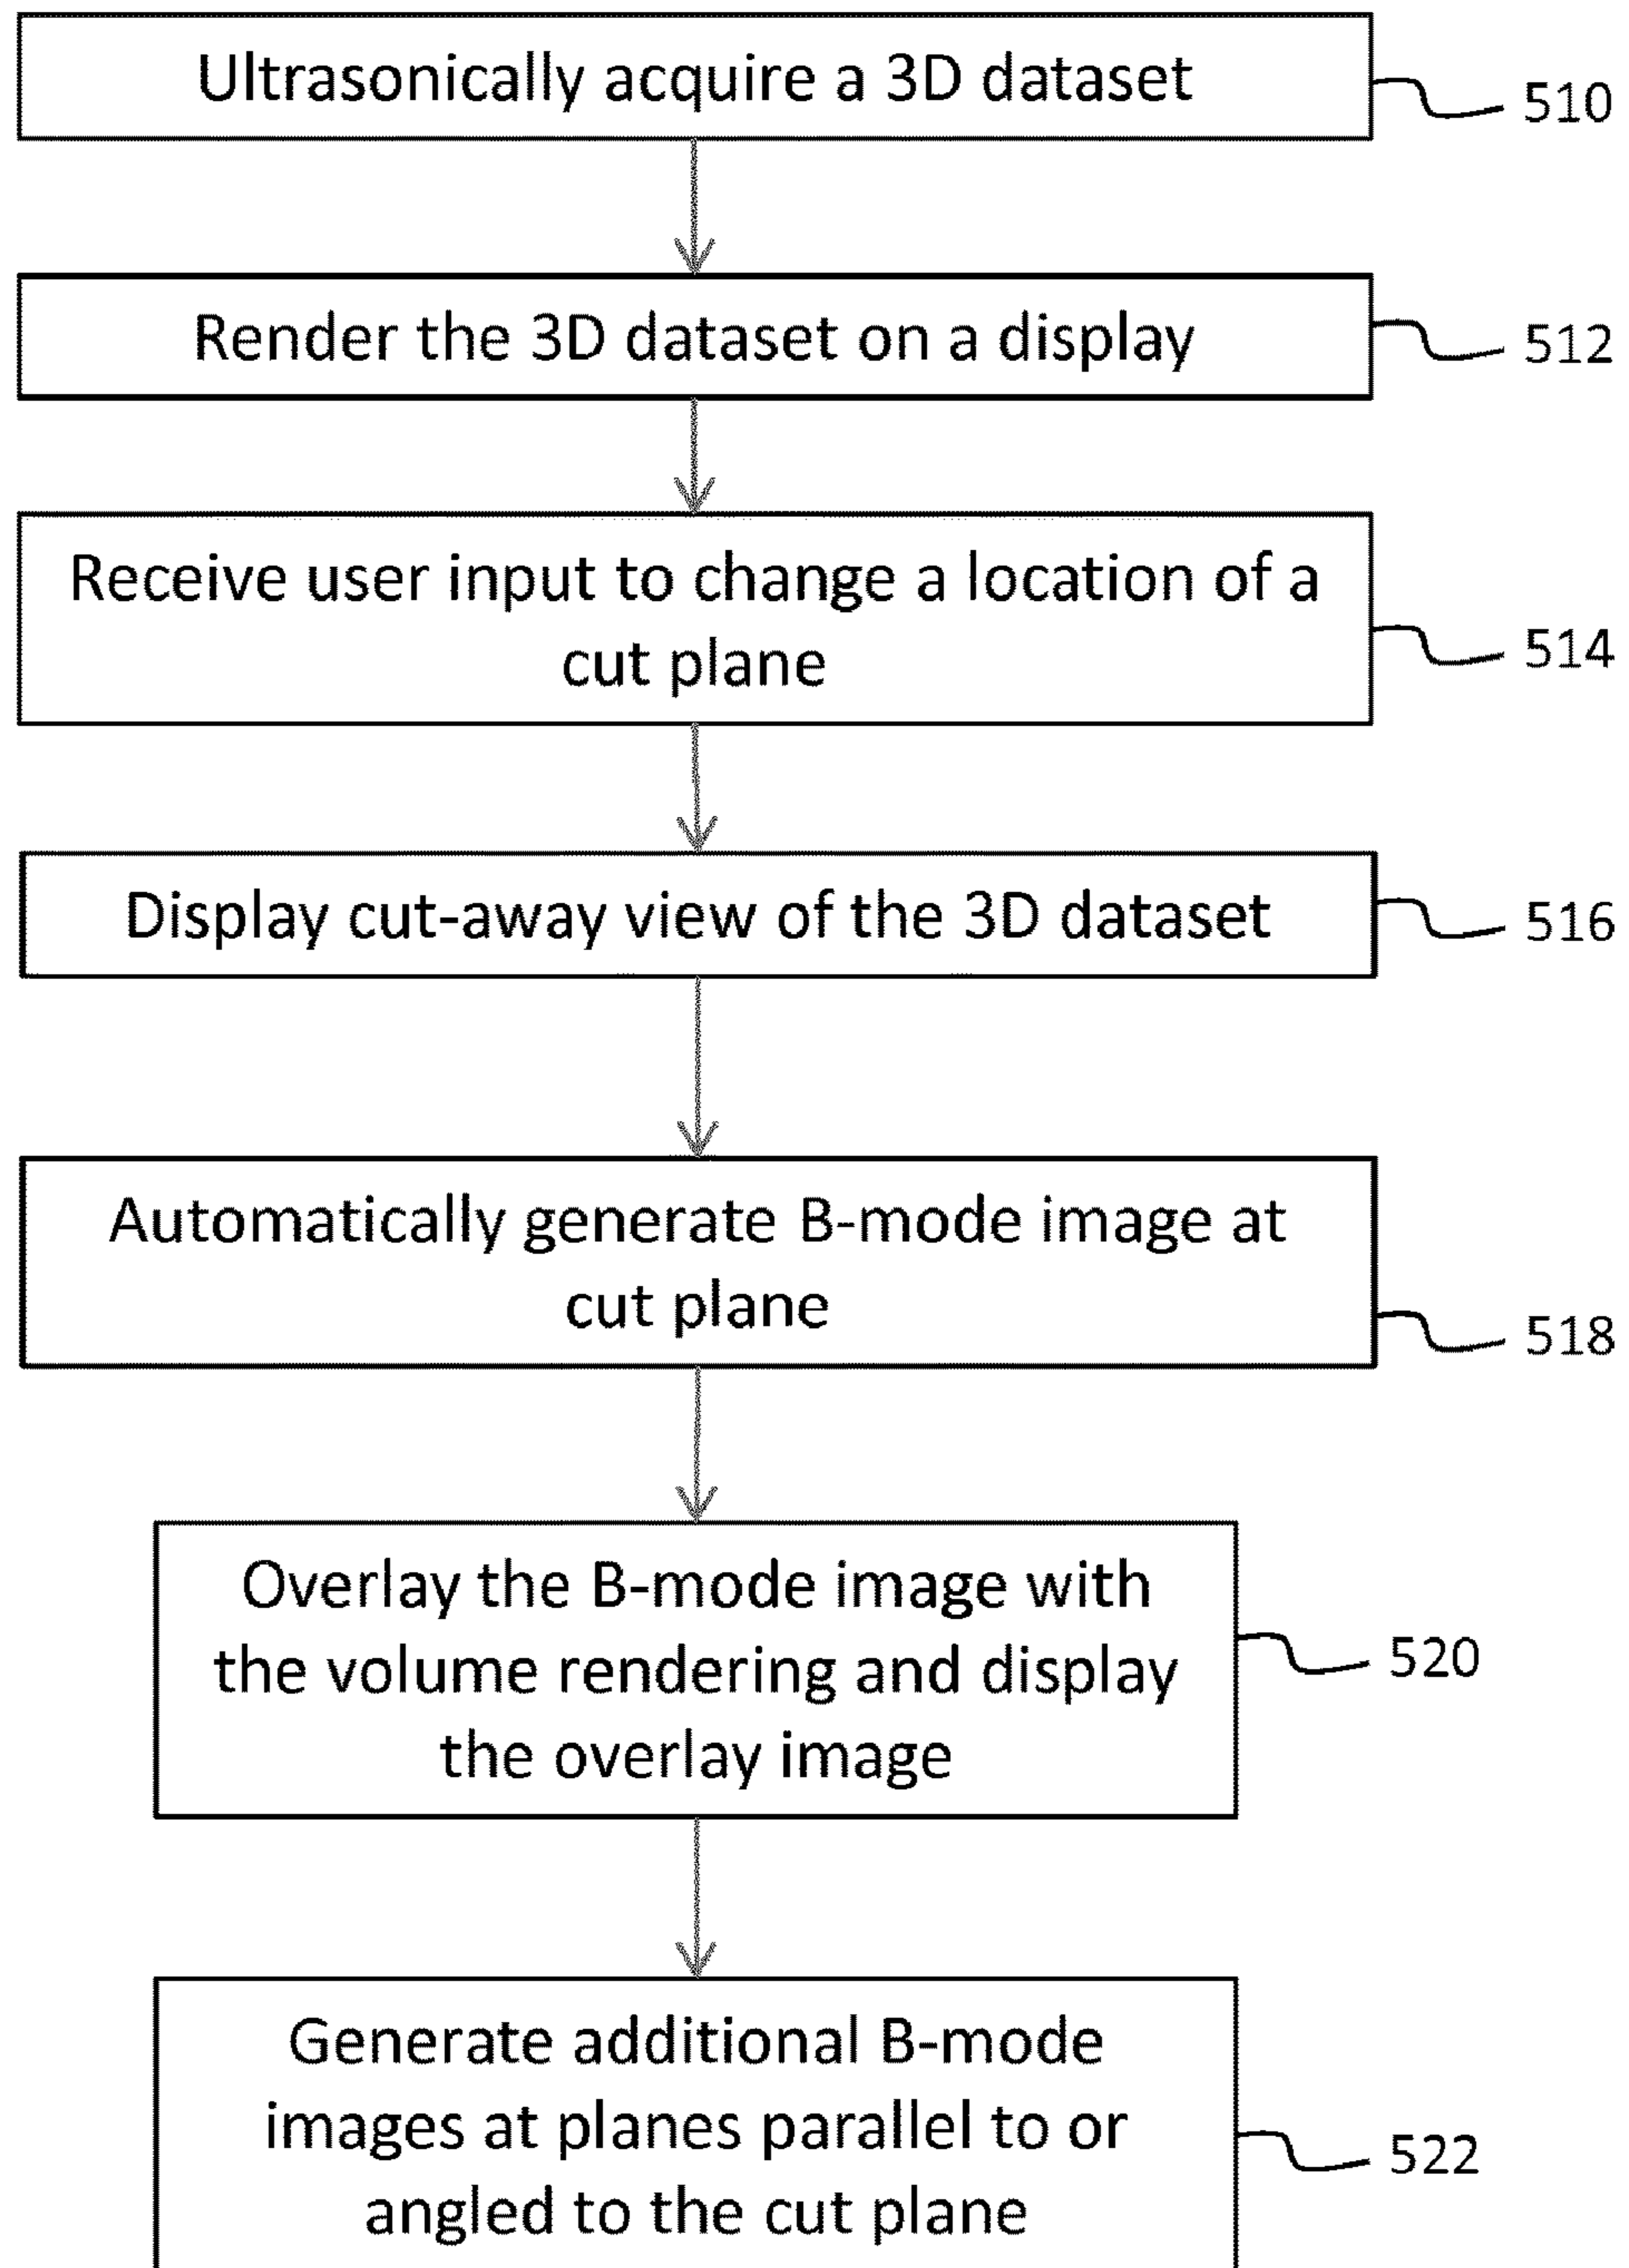 Ultrasonically acquire a 3D dataset
510
Render the 3D dataset on a display
512
Receive user input to change a location of a
cut plane
514
Display cut-away view of the 3D dataset
516
Automatically generate B-mode image at
cut plane
518
Overlay the B-mode image with
the volume rendering and display
the overlay image
520
Generate additional B-mode
images at planes parallel to or
angled to the cut plane
522